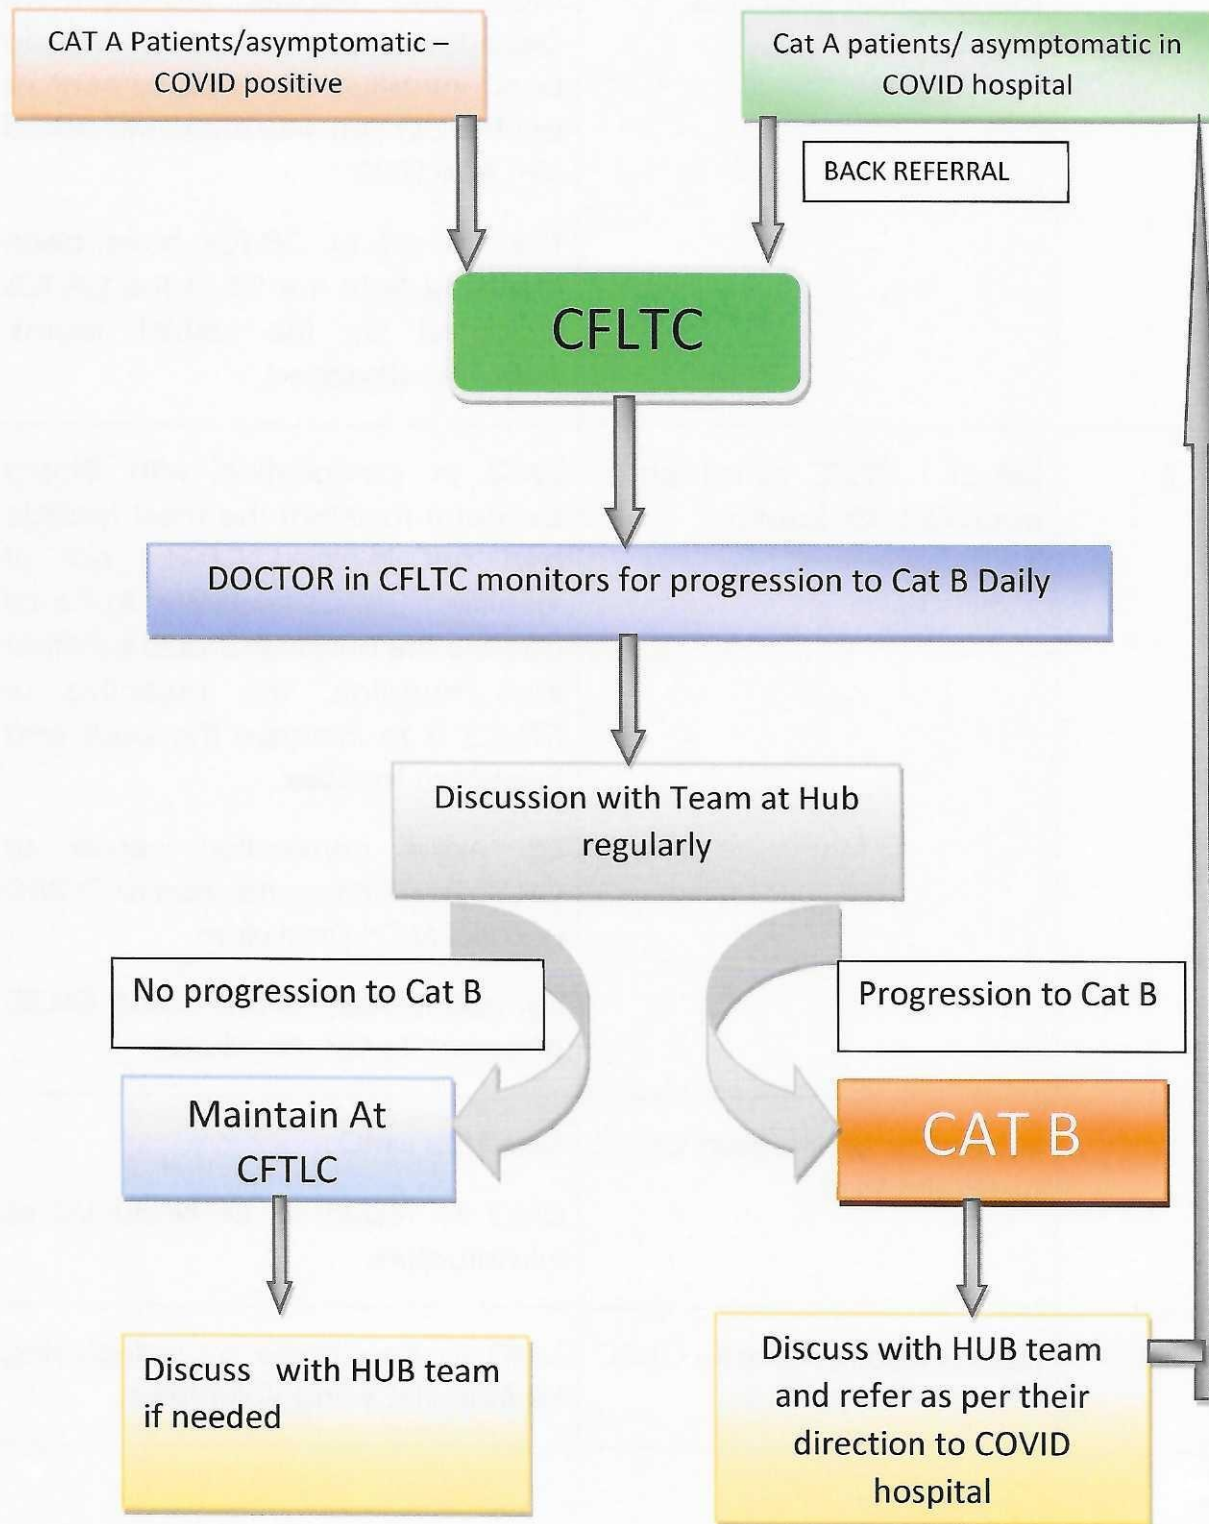 CAT A Patients/asymptomatic –
COVID positive
Cat A patients/ asymptomatic in
COVID hospital
BACK REFERRAL
CFLTC
DOCTOR in CFLTC monitors for progression to Cat B Daily
Discussion with Team at Hub
regularly
No progression to Cat B
Progression to Cat B
Maintain At
CFTLC
CAT B
Discuss with HUB team
if needed
Discuss with HUB team
and refer as per their
direction to COVID
hospital